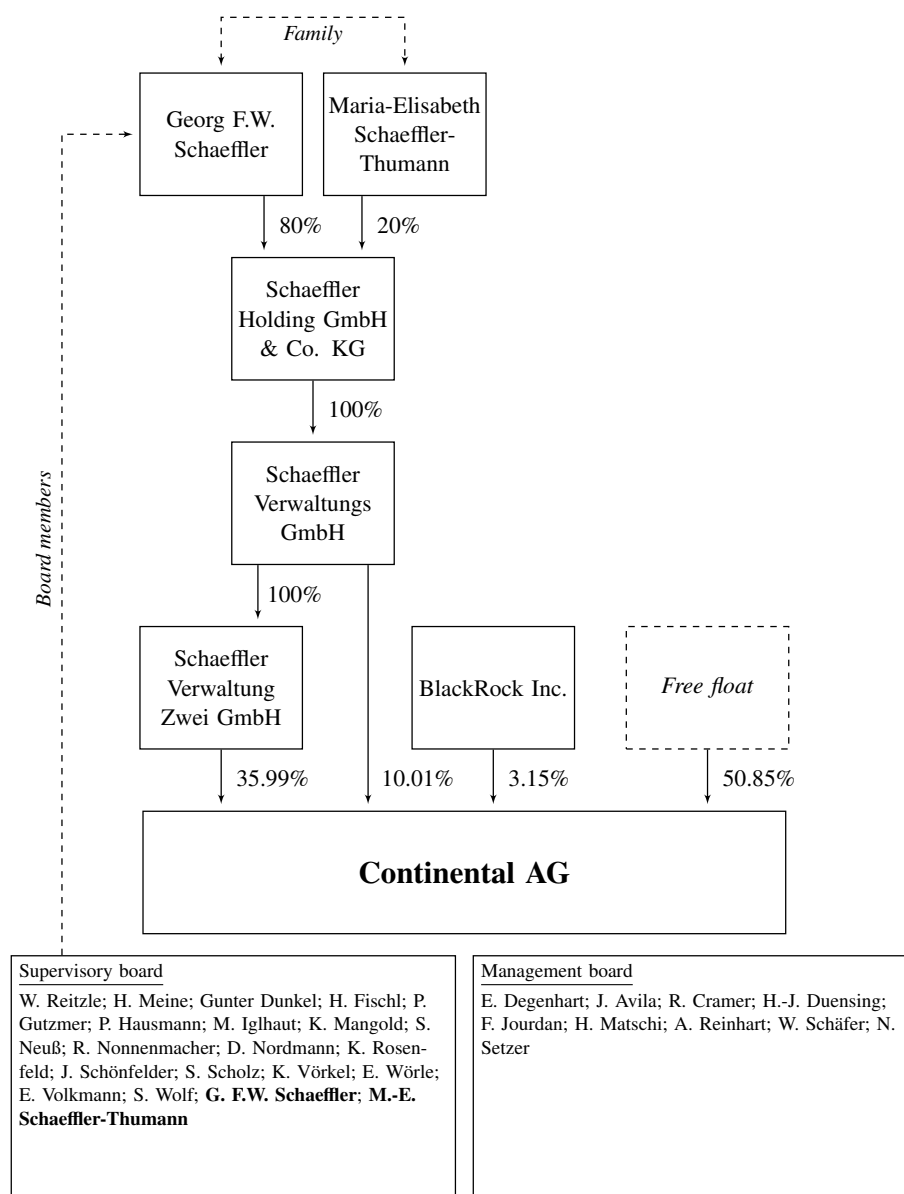 Family
Georg F.W.
Schaeffler
Maria-Elisabeth
Schaeffler-
Thumann
80%
20%
Schaeffler
Holding GmbH
& Co. KG
100%
Schaeffler
Verwaltungs
GmbH
Board members
100%
Schaeffler
Verwaltung
Zwei GmbH
BlackRock Inc.
Free float
35.99%
10.01%
3.15%
50.85%
Continental AG
Supervisory board
W. Reitzle; H. Meine; Gunter Dunkel; H. Fischl; P.
Gutzmer; P. Hausmann; M. Iglhaut; K. Mangold; S.
Neuß; R. Nonnenmacher; D. Nordmann; K. Rosen-
feld; J. Schönfelder; S. Scholz; K. Vörkel; E. Wörle;
E. Volkmann; S. Wolf; G. F.W. Schaeffler; M.-E.
Schaeffler-Thumann
Management board
E. Degenhart; J. Avila; R. Cramer; H.-J. Duensing;
F. Jourdan; H. Matschi; A. Reinhart; W. Schäfer; N.
Setzer